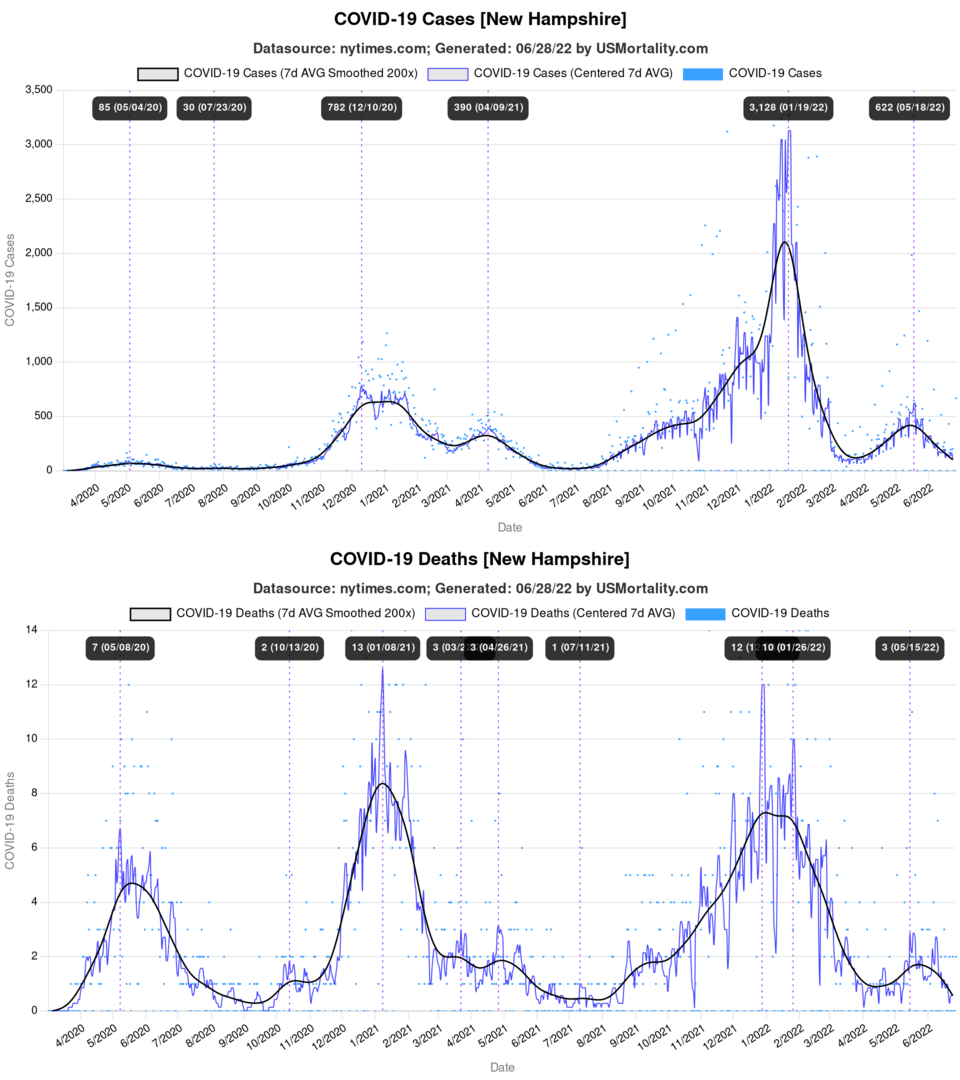 COVID-19 Cases [New Hampshire]
Datasource: nytimes.com; Generated: 06/28/22 by USMortality.com
COVID-19 Cases (7d AVG Smoothed 200x) COVID-19 Cases (Centered 7d AVG) COVID-19 Cases
3,500
85 (05/04/20) 30 (07/23/20) 782 (12/10/20) 390 (04/09/21) 3,128 (01/19/22) 622 (05/18/22)
3,000
2,500
2,000
1,500
1,000
500
0
COVID-19 Cases
4/2020 5/2020 6/2020 7/2020 8/2020 9/2020 10/2020 11/2020 12/2020 1/2021 2/2021 3/2021 4/2021 5/2021 6/2021 7/2021 8/2021 9/2021 10/2021 11/2021 12/2021 1/2022 2/2022 3/2022 4/2022 5/2022 6/2022
Date
COVID-19 Deaths [New Hampshire]
Datasource: nytimes.com; Generated: 06/28/22 by USMortality.com
COVID-19 Deaths (7d AVG Smoothed 200x) COVID-19 Deaths (Centered 7d AVG) COVID-19 Deaths
14
7 (05/08/20) 2 (10/13/20) 13 (01/08/21) 3 (03/2 3 (04/26/21) 1 (07/11/21) 12 (1 10 (01/26/22) 3 (05/15/22)
12
10
8
6
4
2
0
COVID-19 Deaths
4/2020 5/2020 6/2020 7/2020 8/2020 9/2020 10/2020 11/2020 12/2020 1/2021 2/2021 3/2021 4/2021 5/2021 6/2021 7/2021 8/2021 9/2021 10/2021 11/2021 12/2021 1/2022 2/2022 3/2022 4/2022 5/2022 6/2022
Date